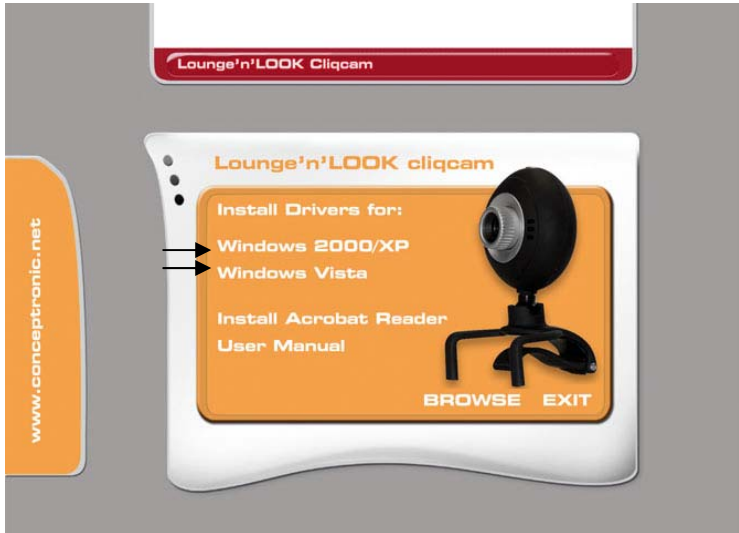 Lounge'n'LOOK Cliqcam
Lounge'n'LOOK cliqcam
Install Drivers for:
Windows 2000/XP
Windows Vista
Install Acrobat Reader
User Manual
BROWSE EXIT
www.conceptronic.net